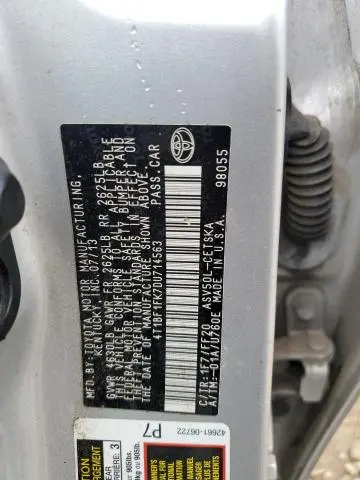 MFD BY: TOYOTA MOTOR MANUFACTURING,
KENTUCKY, INC. 07/13
GVWR 4630LB GAWR FR 2625LB RR 2625LB
THIS VEHICLE CONFORMS TO ALL APPLICABLE
FEDERAL MOTOR VEHICLE SAFETY, BUMPER, AND
THEFT PREVENTION STANDARDS IN EFFECT ON
THE DATE OF MANUFACTURE SHOWN ABOVE.
4T1BF1FK7DU714563 PASS.CAR
C/TR:1F7/FF20 ASV50L-CETSKA
A/TM:-01A/U760E MADE IN U.S.A.
98055
TOYOTA
42661-06722
P7
ARRIÈRE: 3